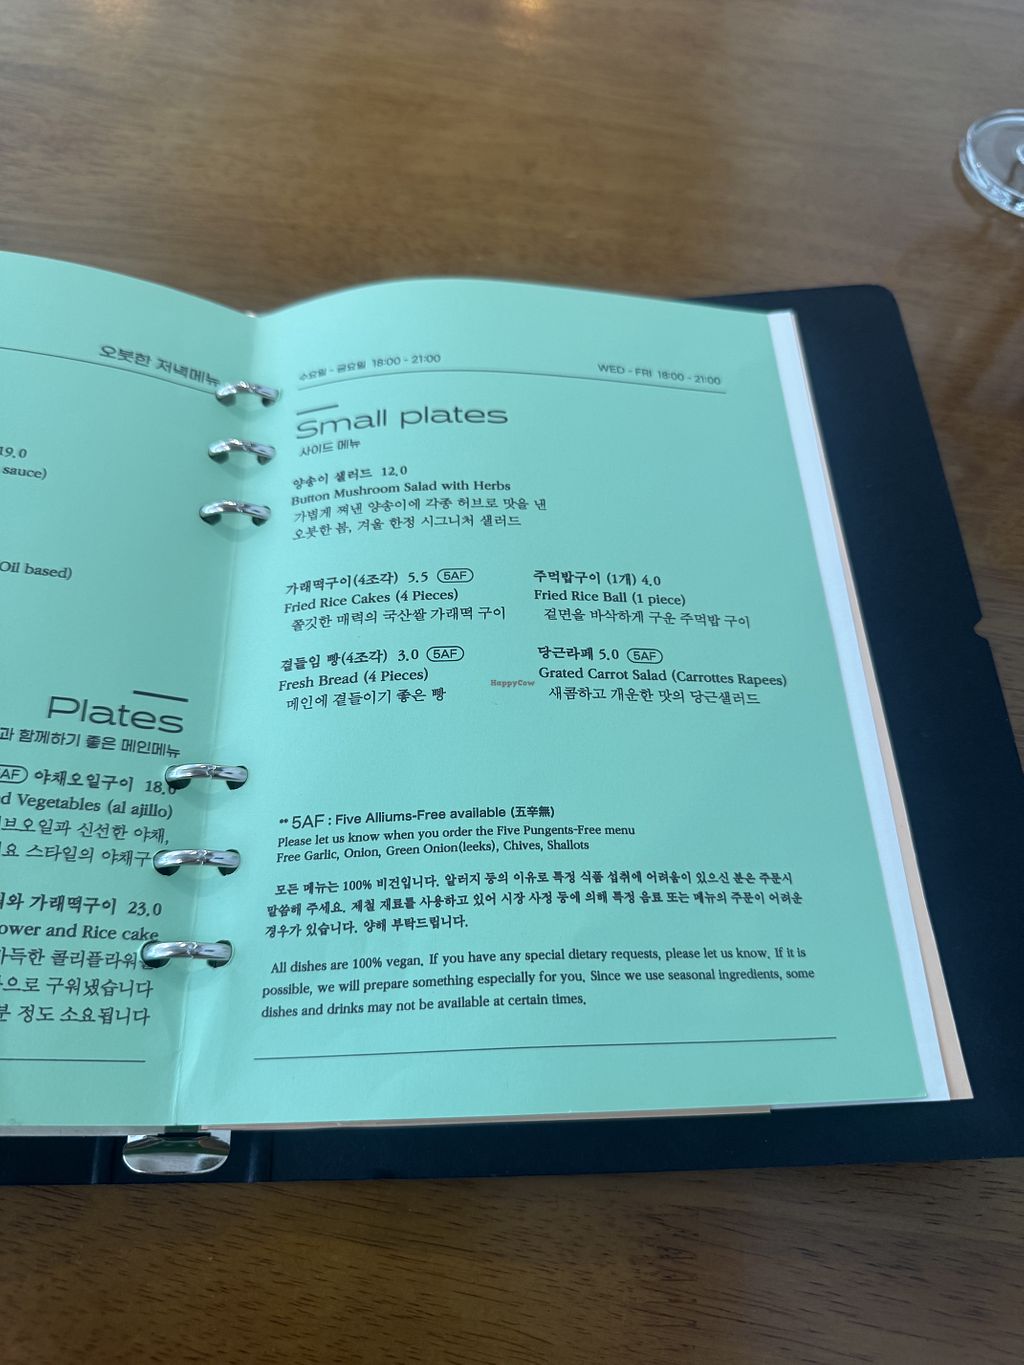 오붓한 저녁메뉴
19.0
sauce)
Oil based)
Plates
과 함께하기 좋은 메인메뉴
AF) 야채오일구이 18.0
d Vegetables (al ajillo)
브오일과 신선한 야채,
요 스타일의 야채구
와 가래떡구이 23.0
ower and Rice cake
가득한 콜리플라워를
으로 구워냈습니다
분 정도 소요됩니다
수요일 - 금요일 18:00 - 21:00
WED - FRI 18:00 - 21:00
Small plates
사이드 메뉴
양송이 샐러드 12.0
Button Mushroom Salad with Herbs
가볍게 쪄낸 양송이에 각종 허브로 맛을 낸
오붓한 봄, 겨울 한정 시그니처 샐러드
가래떡구이(4조각) 5.5 5AF
Fried Rice Cakes (4 Pieces)
쫄깃한 매력의 국산쌀 가래떡 구이
주먹밥구이 (1개) 4.0
Fried Rice Ball (1 piece)
겉면을 바삭하게 구운 주먹밥 구이
곁들임 빵(4조각) 3.0 5AF
Fresh Bread (4 Pieces)
메인에 곁들이기 좋은 빵
당근라페 5.0 5AF
Grated Carrot Salad (Carrottes Rapees)
새콤하고 개운한 맛의 당근샐러드
HappyCow
** 5AF : Five Alliums-Free available (五辛無)
Please let us know when you order the Five Pungents-Free menu
Free Garlic, Onion, Green Onion(leeks), Chives, Shallots
모든 메뉴는 100% 비건입니다. 알러지 등의 이유로 특정 식품 섭취에 어려움이 있으신 분은 주문시
말씀해 주세요. 제철 재료를 사용하고 있어 시장 사정 등에 의해 특정 음료 또는 메뉴의 주문이 어려운
경우가 있습니다. 양해 부탁드립니다.
All dishes are 100% vegan. If you have any special dietary requests, please let us know. If it is
possible, we will prepare something especially for you. Since we use seasonal ingredients, some
dishes and drinks may not be available at certain times.